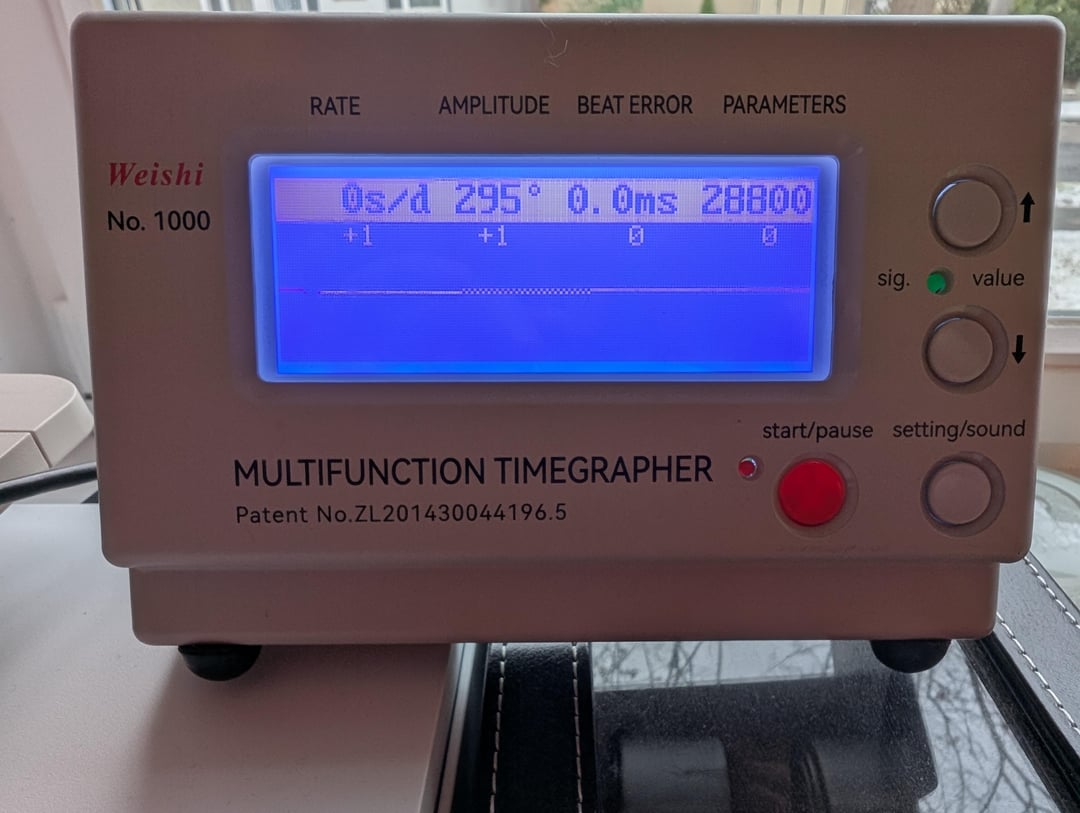 RATE AMPLITUDE BEAT ERROR PARAMETERS
Weishi
No. 1000
0s/d 295° 0.0ms 28800
+1 +1 0 0
sig. value
start/pause setting/sound
MULTIFUNCTION TIMEGRAPHER
Patent No.ZL201430044196.5